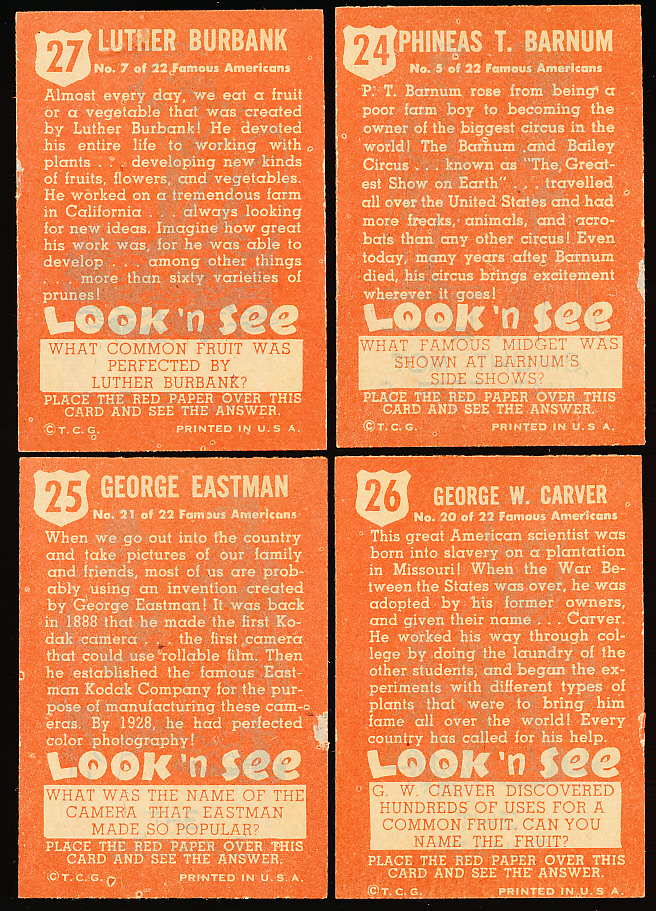 27 LUTHER BURBANK
No. 7 of 22 Famous Americans
Almost every day, we eat a fruit
or a vegetable that was created
by Luther Burbank! He devoted
his entire life to working with
plants . . . developing new kinds
of fruits, flowers, and vegetables.
He worked on a tremendous farm
in California . . . always looking
for new ideas. Imagine how great
his work was, for he was able to
develop . . . among other things
. . . more than sixty varieties of
prunes!
LOOK 'n SEE
WHAT COMMON FRUIT WAS
PERFECTED BY
LUTHER BURBANK?
PLACE THE RED PAPER OVER THIS
CARD AND SEE THE ANSWER.
© T. C. G. PRINTED IN U. S. A.
24 PHINEAS T. BARNUM
No. 5 of 22 Famous Americans
P. T. Barnum rose from being a
poor farm boy to becoming the
owner of the biggest circus in the
world! The Barnum and Bailey
Circus . . . known as "The Great-
est Show on Earth" . . . travelled
all over the United States and had
more freaks, animals, and acro-
bats than any other circus! Even
today, many years after Barnum
died, his circus brings excitement
wherever it goes!
LOOK 'n SEE
WHAT FAMOUS MIDGET WAS
SHOWN AT BARNUM'S
SIDE SHOWS?
PLACE THE RED PAPER OVER THIS
CARD AND SEE THE ANSWER.
© T. C. G. PRINTED IN U. S. A.
25 GEORGE EASTMAN
No. 21 of 22 Famous Americans
When we go out into the country
and take pictures of our family
and friends, most of us are prob-
ably using an invention created
by George Eastman! It was back
in 1888 that he made the first Ko-
dak camera . . . the first camera
that could use rollable film. Then
he established the famous East-
man Kodak Company for the pur-
pose of manufacturing these cam-
eras. By 1928, he had perfected
color photography!
LOOK 'n SEE
WHAT WAS THE NAME OF THE
CAMERA THAT EASTMAN
MADE SO POPULAR?
PLACE THE RED PAPER OVER THIS
CARD AND SEE THE ANSWER.
© T. C. G. PRINTED IN U. S. A.
26 GEORGE W. CARVER
No. 20 of 22 Famous Americans
This great American scientist was
born into slavery on a plantation
in Missouri! When the War Be-
tween the States was over, he was
adopted by his former owners,
and given their name . . . Carver.
He worked his way through col-
lege by doing the laundry of the
other students, and began the ex-
periments with different types of
plants that were to bring him
fame all over the world! Every
country has called for his help.
LOOK 'n SEE
G. W. CARVER DISCOVERED
HUNDREDS OF USES FOR A
COMMON FRUIT. CAN YOU
NAME THE FRUIT?
PLACE THE RED PAPER OVER THIS
CARD AND SEE THE ANSWER.
© T. C. G. PRINTED IN U. S. A.